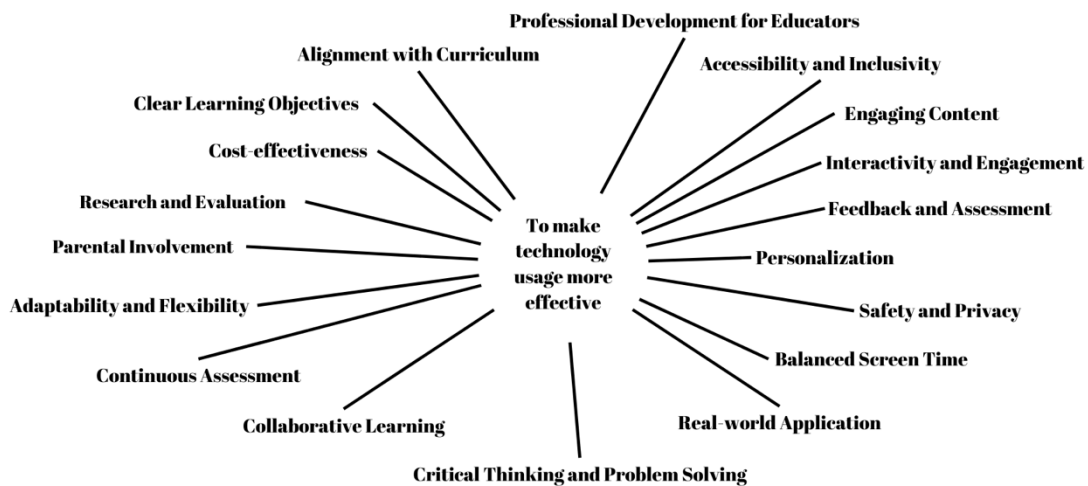 Professional Development for Educators
Alignment with Curriculum
Accessibility and Inclusivity
Clear Learning Objectives
Engaging Content
Cost-effectiveness
Interactivity and Engagement
Research and Evaluation
Feedback and Assessment
To make
technology
usage more
effective
Parental Involvement
Personalization
Adaptability and Flexibility
Safety and Privacy
Continuous Assessment
Balanced Screen Time
Collaborative Learning
Real-world Application
Critical Thinking and Problem Solving